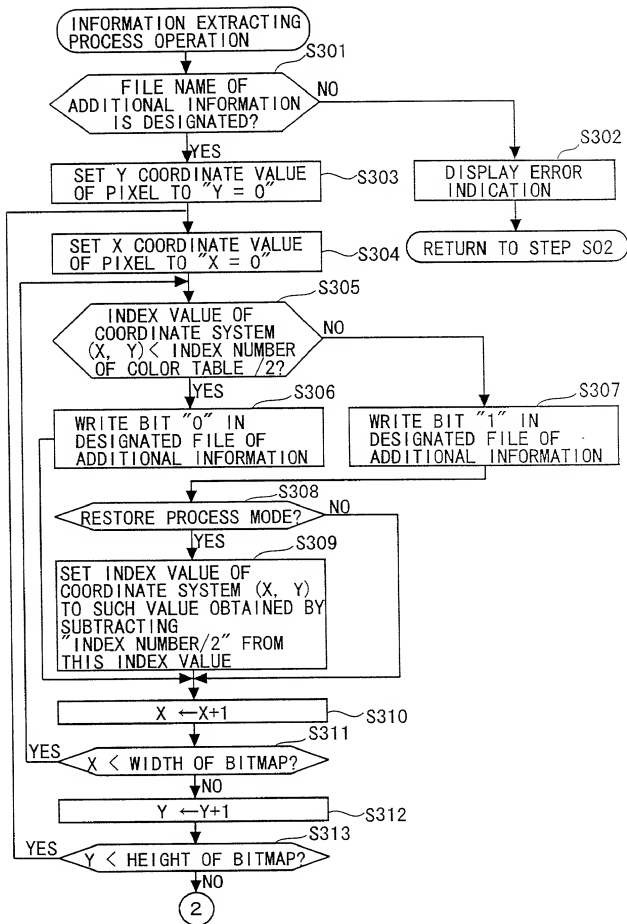 INFORMATION EXTRACTING
PROCESS OPERATION
S301
FILE NAME OF
ADDITIONAL INFORMATION
IS DESIGNATED?
NO
YES
S302
DISPLAY ERROR
INDICATION
RETURN TO STEP S02
SET Y COORDINATE VALUE
OF PIXEL TO "Y = 0"
S303
SET X COORDINATE VALUE
OF PIXEL TO "X = 0"
S304
S305
INDEX VALUE OF
COORDINATE SYSTEM
(X, Y)< INDEX NUMBER
OF COLOR TABLE /2?
NO
YES
S306
WRITE BIT "0" IN
DESIGNATED FILE OF
ADDITIONAL INFORMATION
S307
WRITE BIT "1" IN
DESIGNATED FILE OF
ADDITIONAL INFORMATION
S308
RESTORE PROCESS MODE?
NO
YES
S309
SET INDEX VALUE OF
COORDINATE SYSTEM (X, Y)
TO SUCH VALUE OBTAINED BY
SUBTRACTING
"INDEX NUMBER/2" FROM
THIS INDEX VALUE
X ←X+1
S310
S311
YES
X < WIDTH OF BITMAP?
NO
Y ←Y+1
S312
S313
YES
Y < HEIGHT OF BITMAP?
NO
2